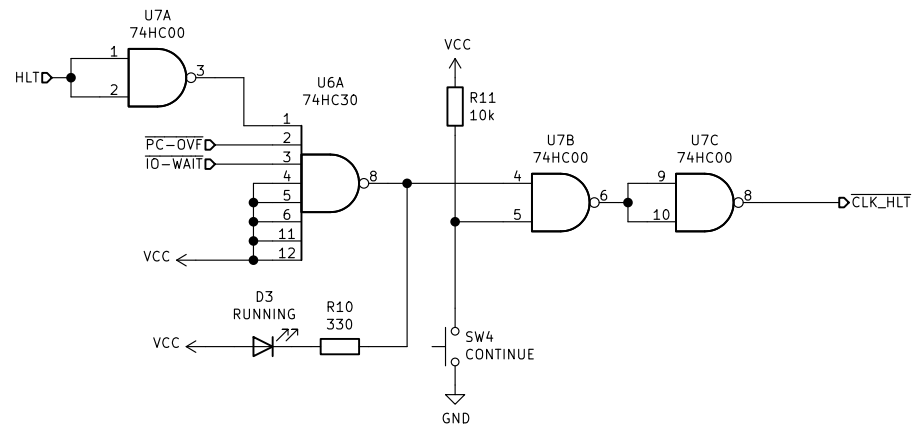 U7A
74HC00
HLT
1
2
3
U6A
74HC30
1
PC-OVF
2
IO-WAIT
3
4
5
6
11
12
8
VCC
VCC
R11
10k
U7B
74HC00
4
5
6
U7C
74HC00
9
10
8
CLK_HLT
D3
RUNNING
VCC
R10
330
SW4
CONTINUE
GND